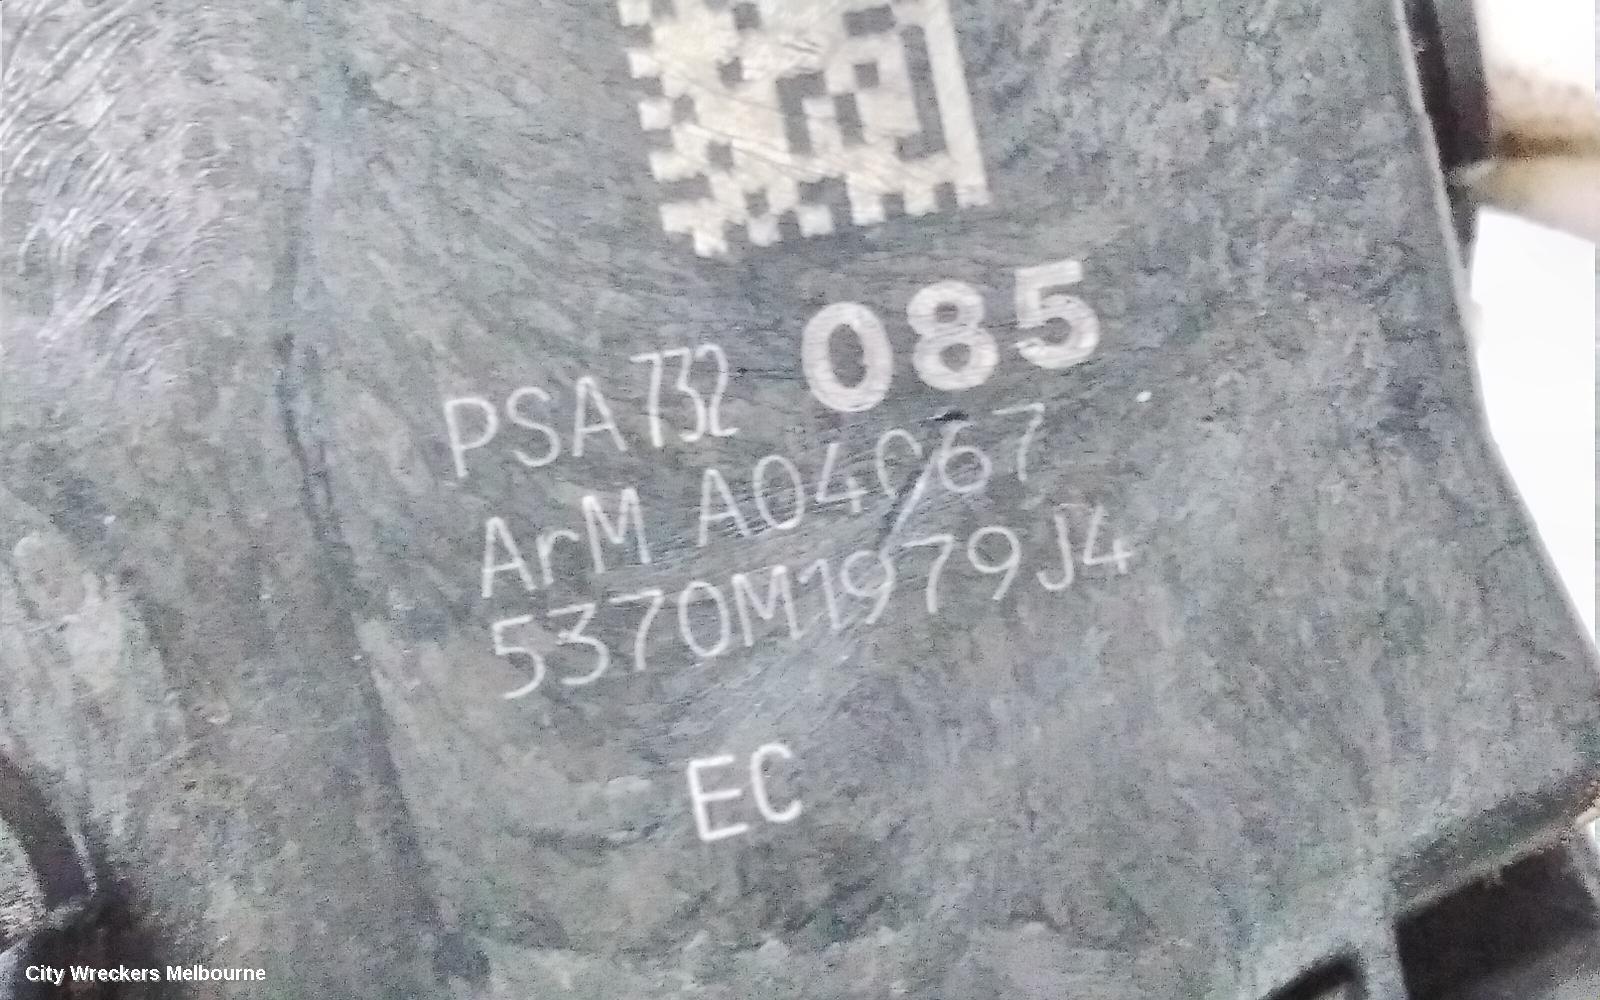 085
PSA732
ArM A04067
5370M1979J4
EC
City Wreckers Melbourne